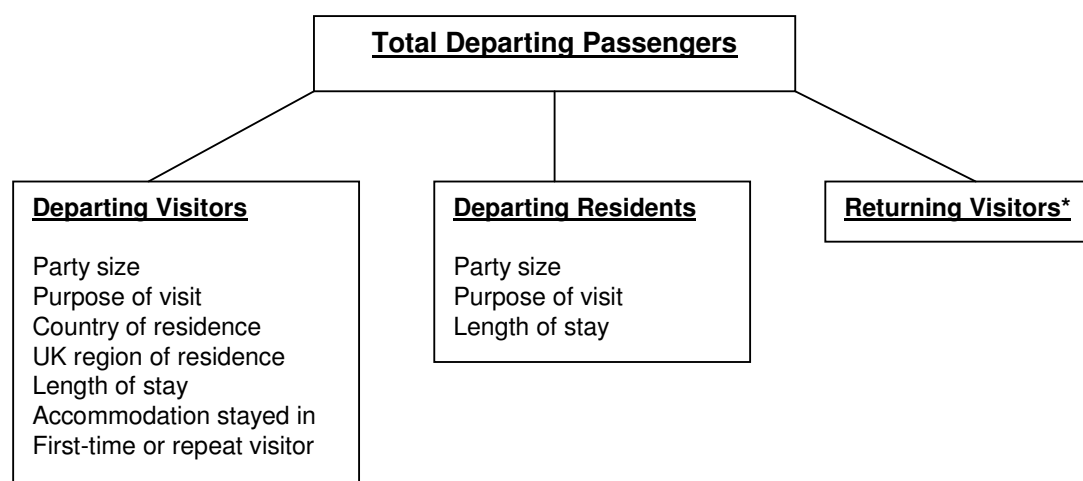 Total Departing Passengers
Departing Visitors
Party size
Purpose of visit
Country of residence
UK region of residence
Length of stay
Accommodation stayed in
First-time or repeat visitor
Departing Residents
Party size
Purpose of visit
Length of stay
Returning Visitors*